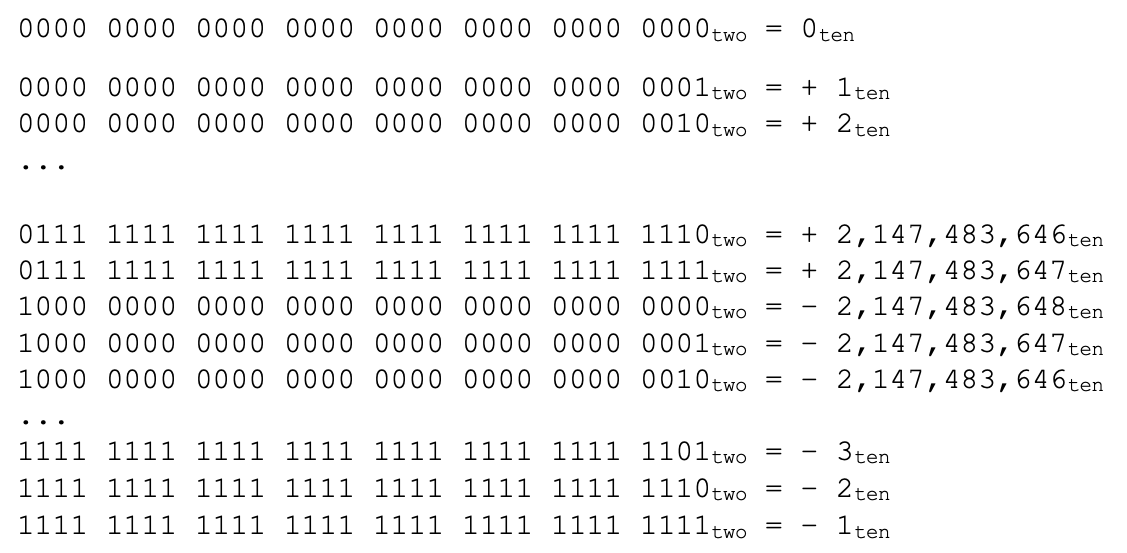 0000 0000 0000 0000 0000 0000 0000 0000two = 0ten
0000 0000 0000 0000 0000 0000 0000 0001two = + 1ten
0000 0000 0000 0000 0000 0000 0000 0010two = + 2ten
...
0111 1111 1111 1111 1111 1111 1111 1110two = + 2,147,483,646ten
0111 1111 1111 1111 1111 1111 1111 1111two = + 2,147,483,647ten
1000 0000 0000 0000 0000 0000 0000 0000two = – 2,147,483,648ten
1000 0000 0000 0000 0000 0000 0000 0001two = – 2,147,483,647ten
1000 0000 0000 0000 0000 0000 0000 0010two = – 2,147,483,646ten
...
1111 1111 1111 1111 1111 1111 1111 1101two = – 3ten
1111 1111 1111 1111 1111 1111 1111 1110two = – 2ten
1111 1111 1111 1111 1111 1111 1111 1111two = – 1ten